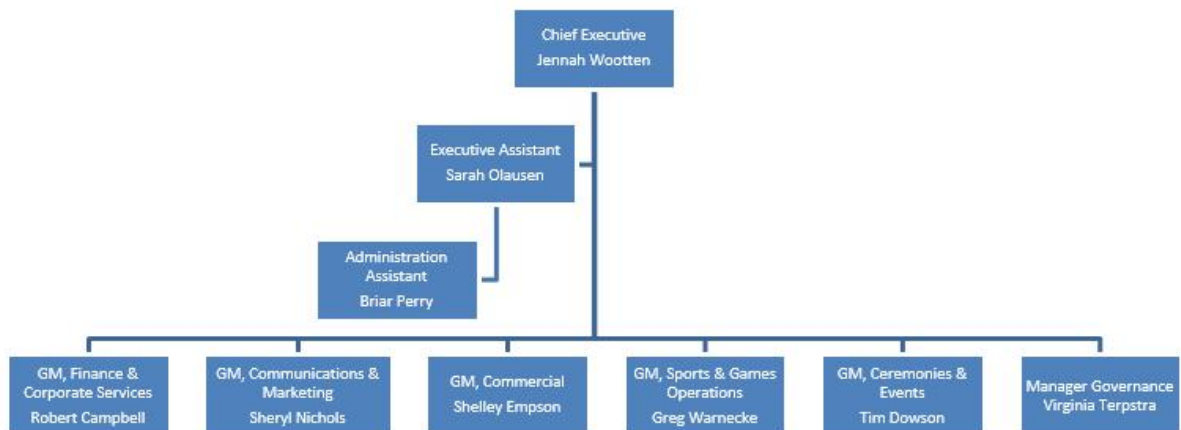 Chief Executive
Jennah Wootten
Executive Assistant
Sarah Olausen
Administration
Assistant
Briar Perry
GM, Finance &
Corporate Services
Robert Campbell
GM, Communications &
Marketing
Sheryl Nichols
GM, Commercial
Shelley Empson
GM, Sports & Games
Operations
Greg Warnecke
GM, Ceremonies &
Events
Tim Dowson
Manager Governance
Virginia Terpstra